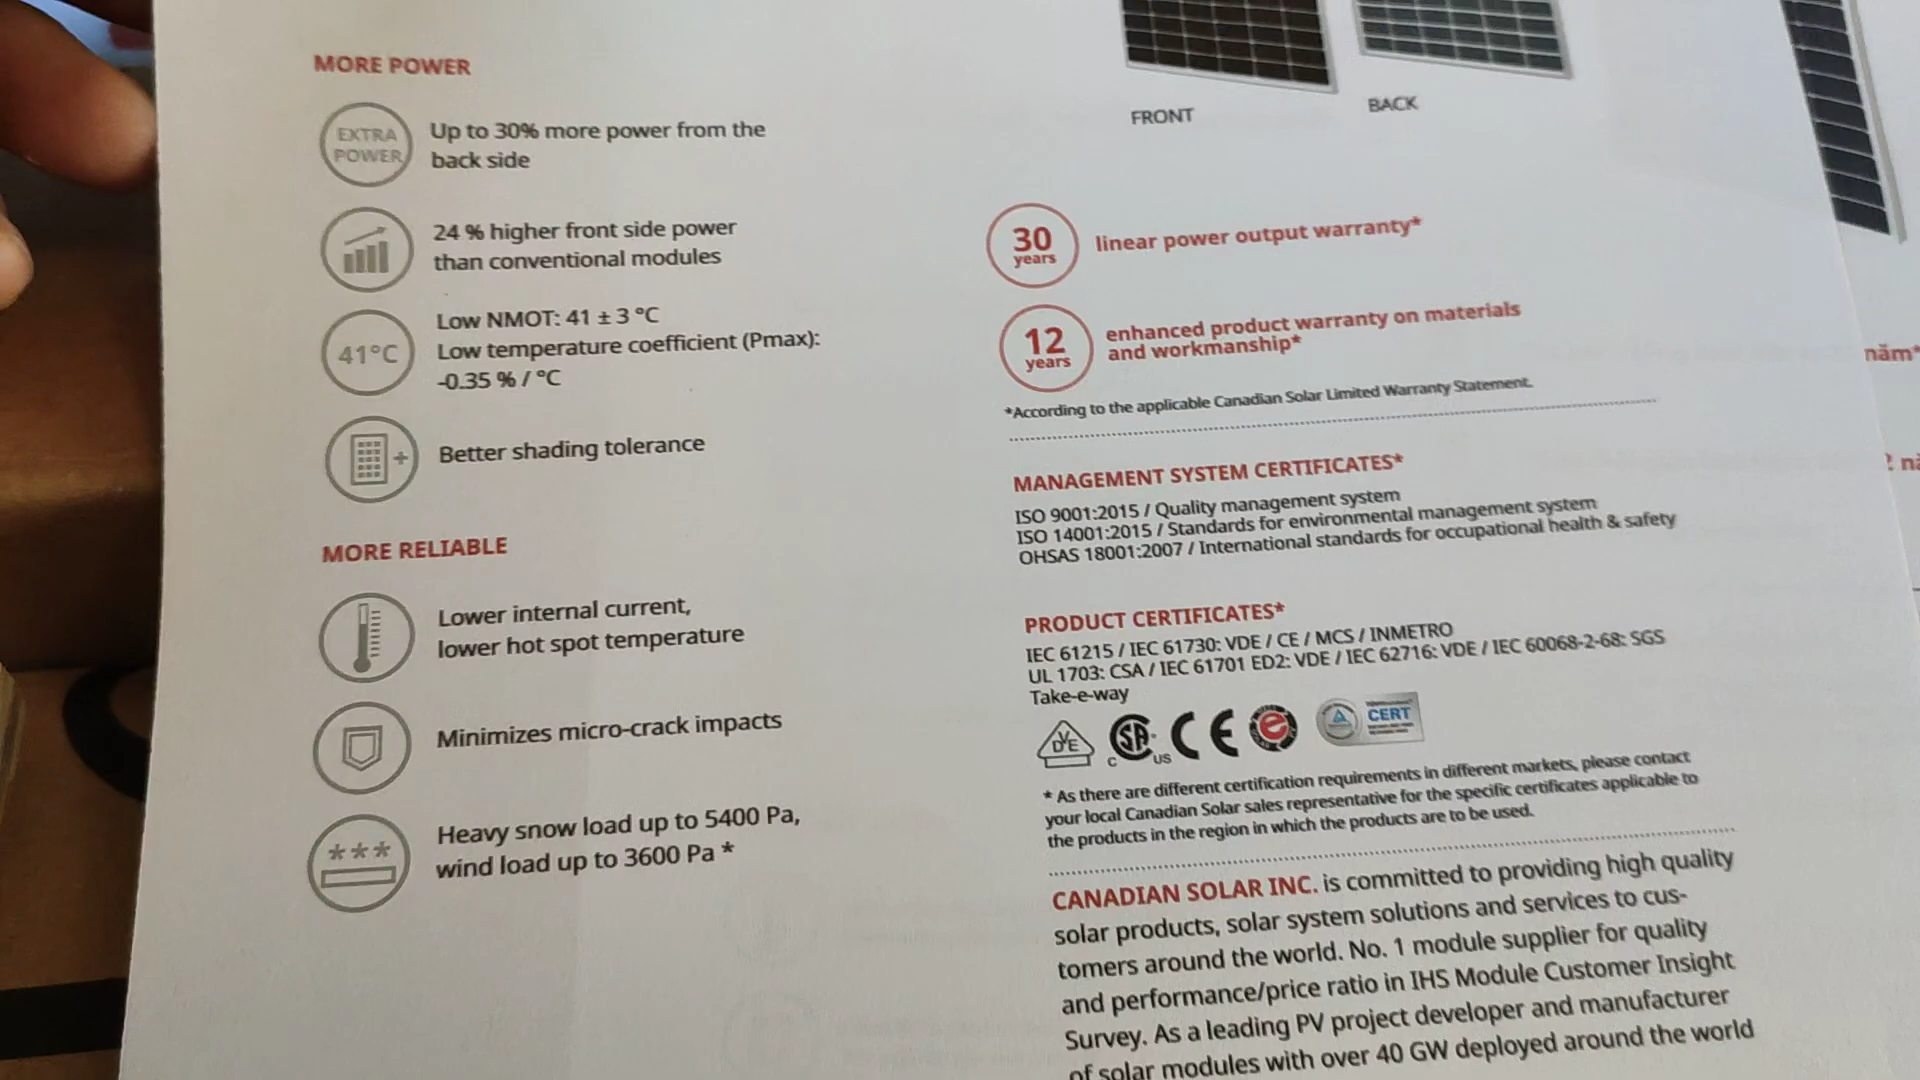 MORE POWER
EXTRA
POWER
Up to 30% more power from the
back side
24 % higher front side power
than conventional modules
41°C
Low NMOT: 41 ± 3 °C
Low temperature coefficient (Pmax):
-0.35 % / °C
Better shading tolerance
MORE RELIABLE
Lower internal current,
lower hot spot temperature
Minimizes micro-crack impacts
Heavy snow load up to 5400 Pa,
wind load up to 3600 Pa *
FRONT
BACK
30
years
linear power output warranty*
12
years
enhanced product warranty on materials
and workmanship*
*According to the applicable Canadian Solar Limited Warranty Statement.
MANAGEMENT SYSTEM CERTIFICATES*
ISO 9001:2015 / Quality management system
ISO 14001:2015 / Standards for environmental management system
OHSAS 18001:2007 / International standards for occupational health & safety
PRODUCT CERTIFICATES*
IEC 61215 / IEC 61730: VDE / CE / MCS / INMETRO
UL 1703: CSA / IEC 61701 ED2: VDE / IEC 62716: VDE / IEC 60068-2-68: SGS
Take-e-way
VDE
C SA US
CE
e
CERT
* As there are different certification requirements in different markets, please contact
your local Canadian Solar sales representative for the specific certificates applicable to
the products in the region in which the products are to be used.
CANADIAN SOLAR INC. is committed to providing high quality
solar products, solar system solutions and services to cus-
tomers around the world. No. 1 module supplier for quality
and performance/price ratio in IHS Module Customer Insight
Survey. As a leading PV project developer and manufacturer
of solar modules with over 40 GW deployed around the world
năm*